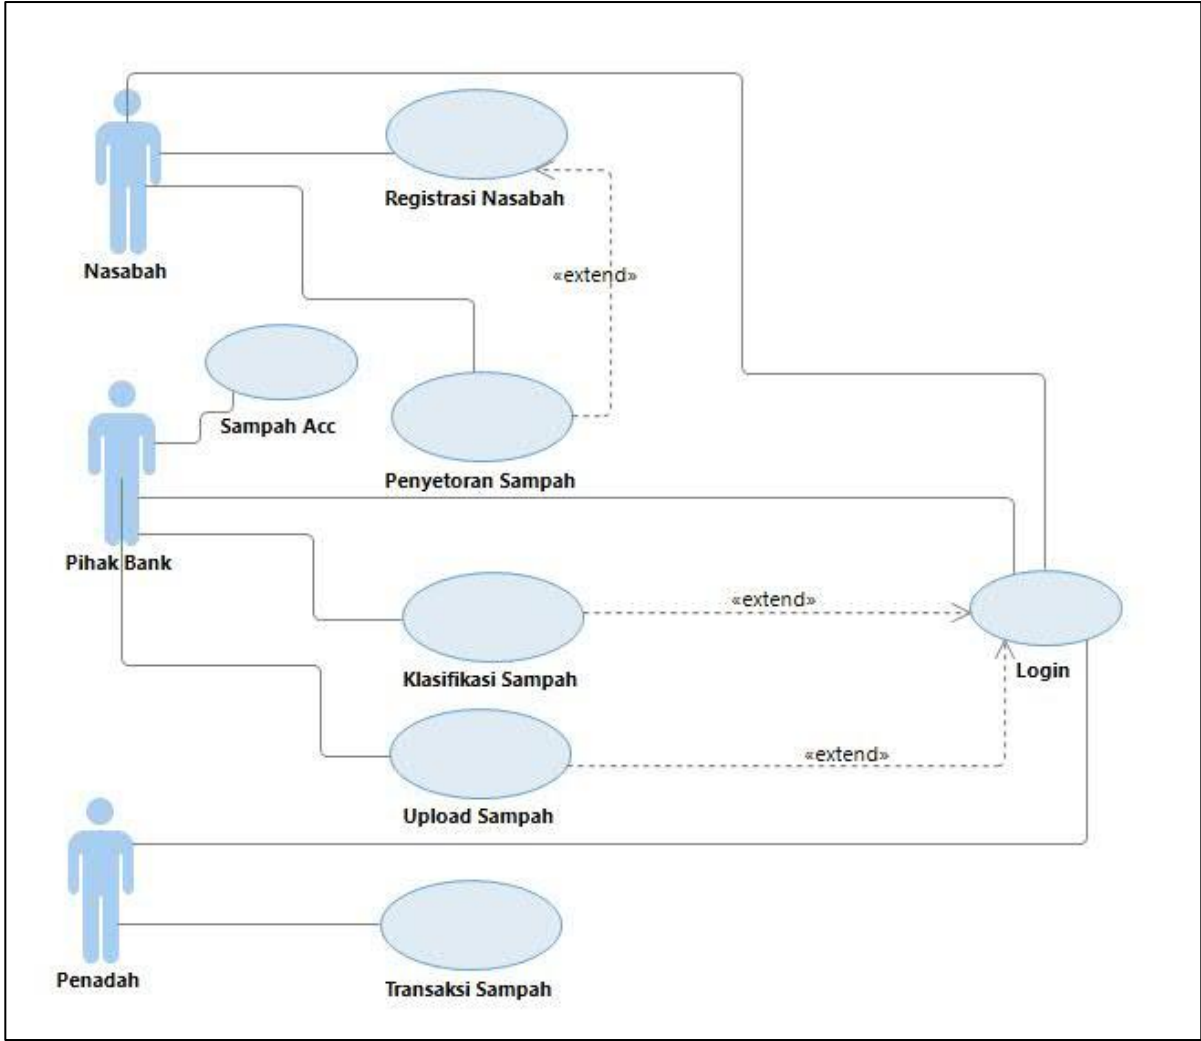 Registrasi Nasabah
Nasabah
«extend»
Sampah Acc
Penyetoran Sampah
Pihak Bank
«extend»
Login
Klasifikasi Sampah
«extend»
Upload Sampah
Penadah
Transaksi Sampah